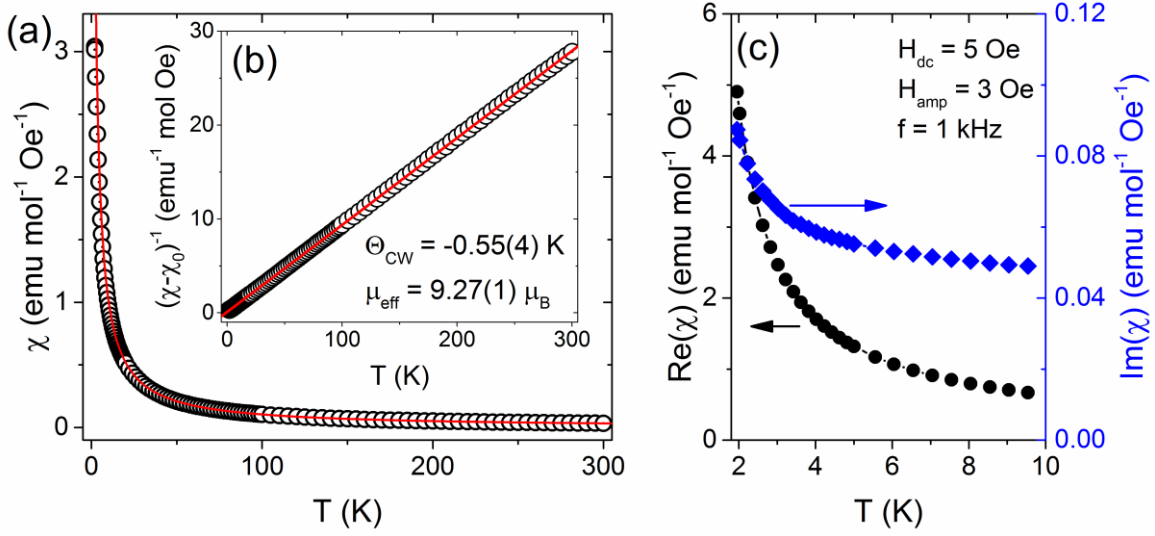 (a)
χ (emu mol⁻¹ Oe⁻¹)
3
2
1
0
0
100
200
300
T (K)
(b)
(χ-χ₀)⁻¹ (emu⁻¹ mol Oe)
30
20
10
0
0
100
200
300
T (K)
Θ_CW = -0.55(4) K
μ_eff = 9.27(1) μ_B
(c)
H_dc = 5 Oe
H_amp = 3 Oe
f = 1 kHz
Re(χ) (emu mol⁻¹ Oe⁻¹)
6
4
2
0
2
4
6
8
10
T (K)
0.12
0.08
0.04
0.00
Im(χ) (emu mol⁻¹ Oe⁻¹)